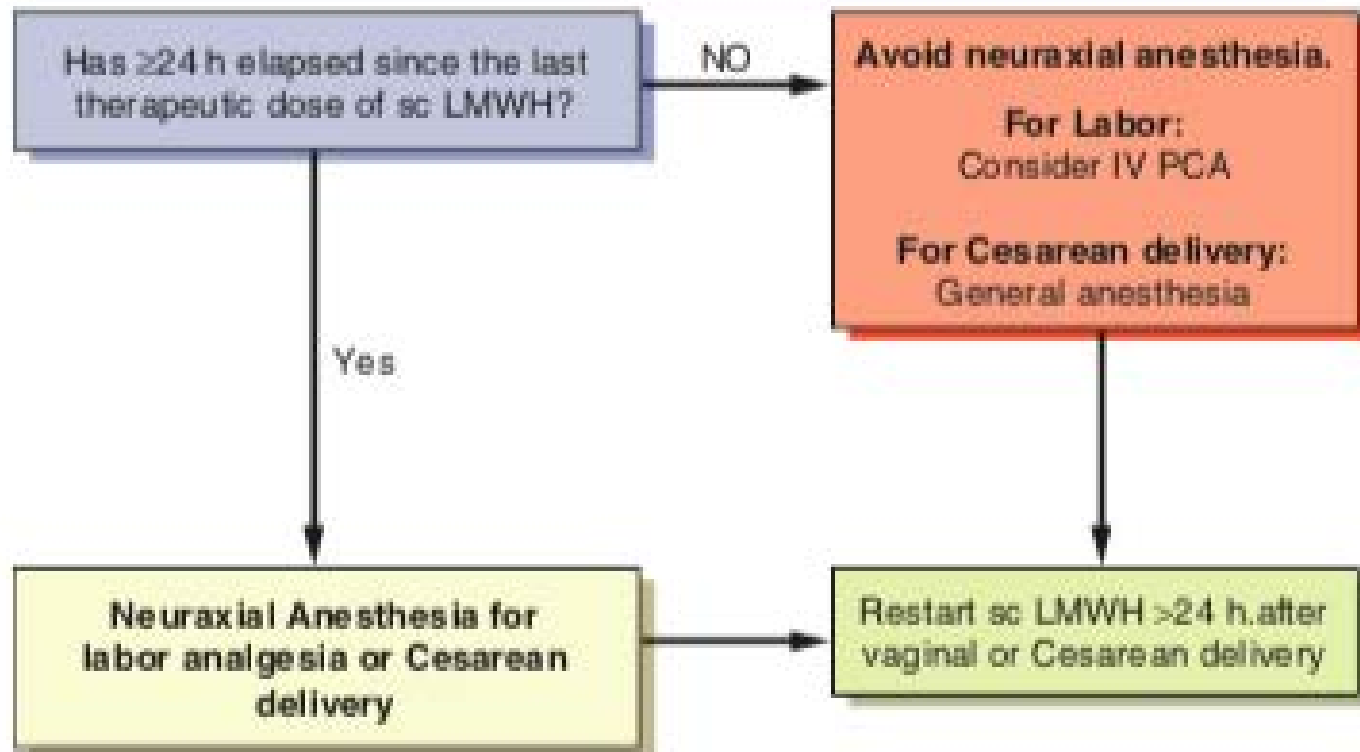 Has ≥24 h elapsed since the last
therapeutic dose of sc LMWH?
NO
Avoid neuraxial anesthesia.
For Labor:
Consider IV PCA
For Cesarean delivery:
General anesthesia
Yes
Neuraxial Anesthesia for
labor analgesia or Cesarean
delivery
Restart sc LMWH >24 h.after
vaginal or Cesarean delivery